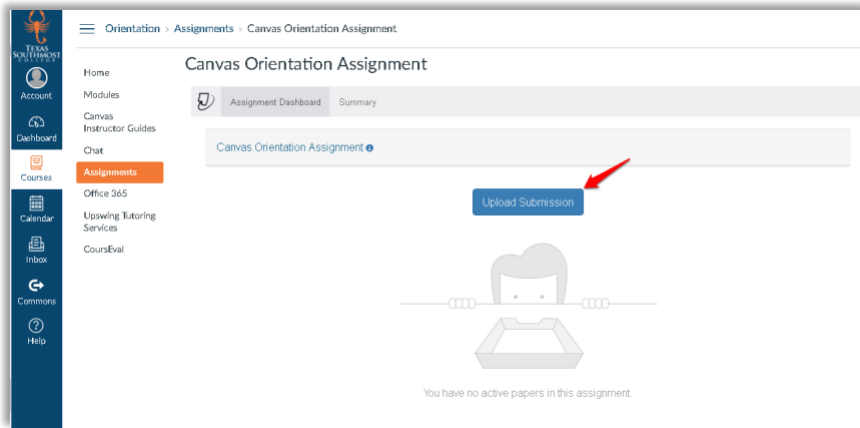 TEXAS
SOUTHMOST
COLLEGE
Account
Dashboard
Courses
Calendar
Inbox
Commons
Help
Orientation > Assignments > Canvas Orientation Assignment
Home
Modules
Canvas
Instructor Guides
Chat
Assignments
Office 365
Upswing Tutoring
Services
CoursEval
Canvas Orientation Assignment
Assignment Dashboard Summary
Canvas Orientation Assignment
Upload Submission
You have no active papers in this assignment.